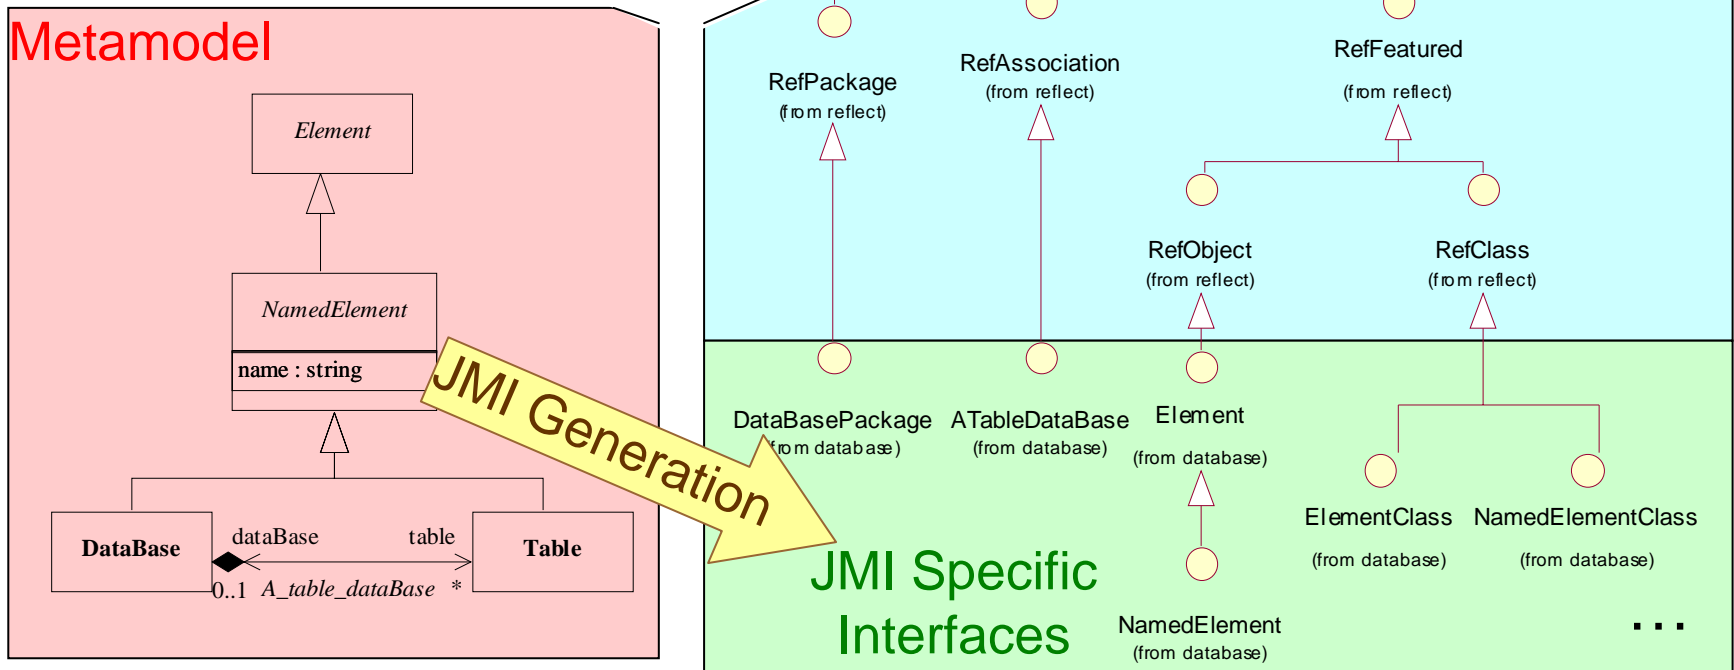 Metamodel
Element
NamedElement
name : string
DataBase
dataBase
table
Table
0..1
A_table_dataBase
*
JMI Generation
RefPackage
(from reflect)
RefAssociation
(from reflect)
RefFeatured
(from reflect)
RefObject
(from reflect)
RefClass
(from reflect)
DataBasePackage
(from database)
ATableDataBase
(from database)
Element
(from database)
ElementClass
(from database)
NamedElementClass
(from database)
NamedElement
(from database)
JMI Specific
Interfaces
...